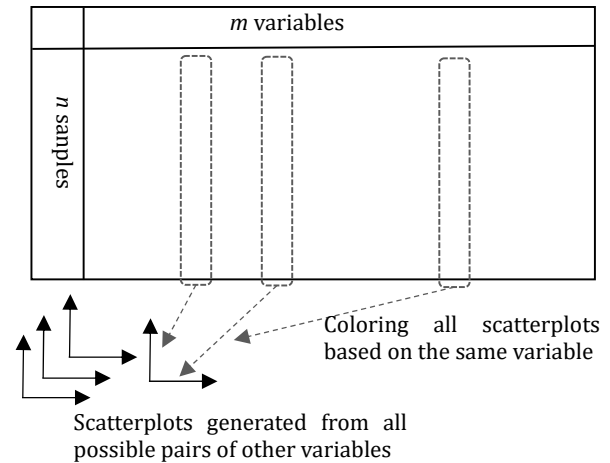 m variables
n samples
Coloring all scatterplots
based on the same variable
Scatterplots generated from all
possible pairs of other variables